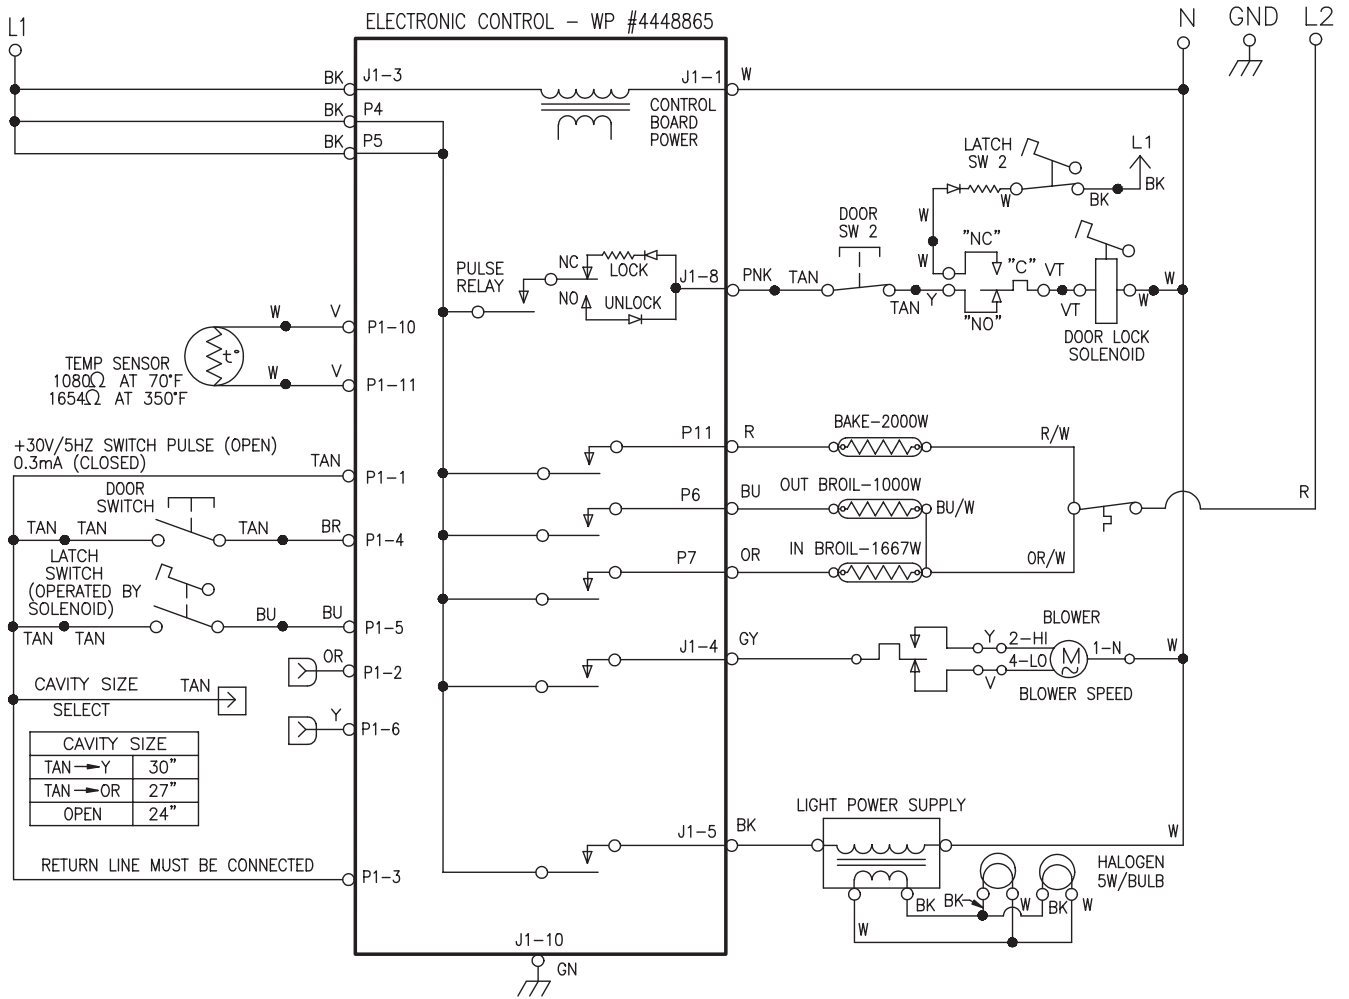 ELECTRONIC CONTROL – WP #4448865
L1
N
GND
L2
BK
J1–3
J1–1
W
BK
P4
BK
P5
CONTROL
BOARD
POWER
LATCH
SW 2
L1
BK
W
BK
DOOR
SW 2
W
W
"NC"
"C"
VT
W
PULSE
RELAY
NC
LOCK
NO
UNLOCK
J1–8
PNK
TAN
TAN
Y
"NO"
VT
W
DOOR LOCK
SOLENOID
W
V
P1–10
t°
TEMP SENSOR
1080Ω AT 70°F
1654Ω AT 350°F
W
V
P1–11
+30V/5HZ SWITCH PULSE (OPEN)
0.3mA (CLOSED)
TAN
P1–1
DOOR
SWITCH
TAN
TAN
TAN
BR
P1–4
LATCH
SWITCH
(OPERATED BY
SOLENOID)
TAN
TAN
BU
BU
P1–5
OR
P1–2
CAVITY SIZE
SELECT
TAN
Y
P1–6
CAVITY SIZE
TAN Y 30"
TAN OR 27"
OPEN 24"
RETURN LINE MUST BE CONNECTED
P1–3
P11
R
BAKE–2000W
R/W
P6
BU
OUT BROIL–1000W
BU/W
R
P7
OR
IN BROIL–1667W
OR/W
J1–4
GY
Y
2–HI
BLOWER
M
1–N
W
4–LO
V
BLOWER SPEED
LIGHT POWER SUPPLY
J1–5
BK
W
HALOGEN
5W/BULB
BK
BK
W
BK
W
W
J1–10
GN